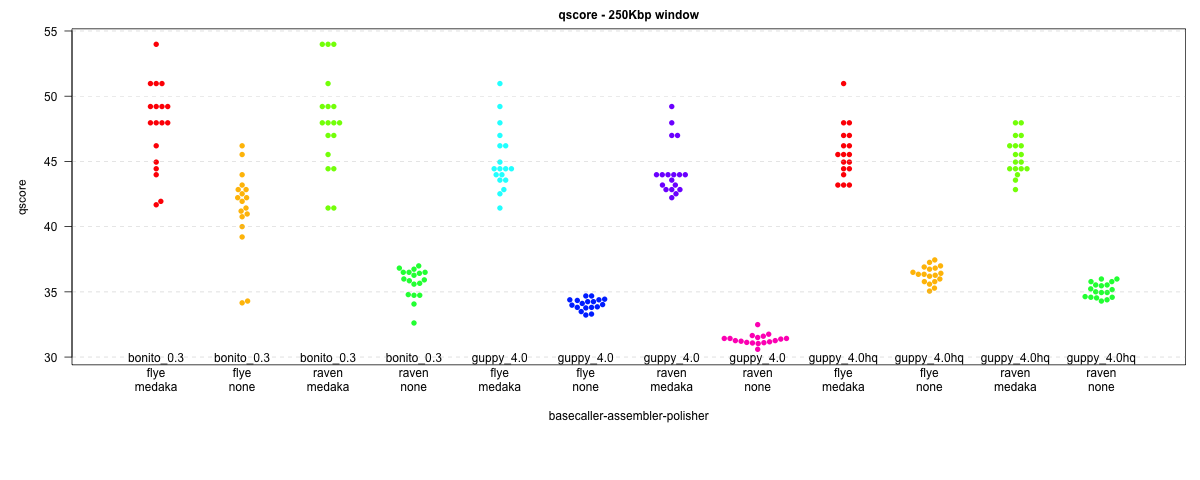 qscore - 250Kbp window
qscore
55
50
45
40
35
30
bonito_0.3 bonito_0.3 bonito_0.3 bonito_0.3 guppy_4.0 guppy_4.0 guppy_4.0 guppy_4.0 guppy_4.0hq guppy_4.0hq guppy_4.0hq guppy_4.0hq
flye flye raven raven flye flye raven raven flye flye raven raven
medaka none medaka none medaka none medaka none medaka none medaka none
basecaller-assembler-polisher